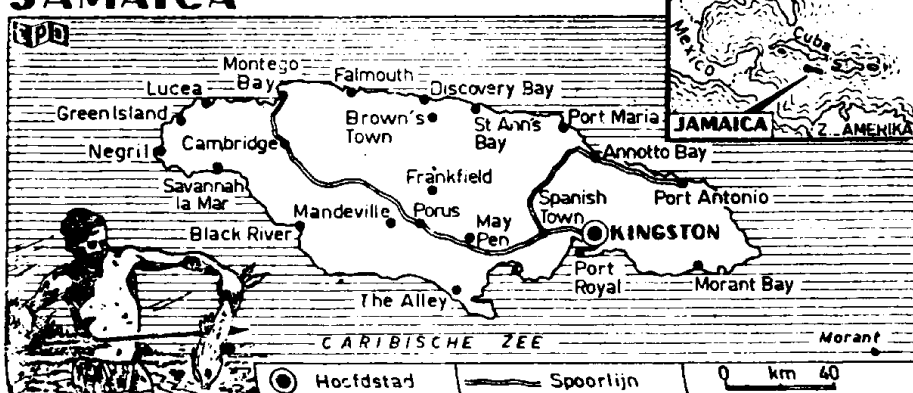 JAMAICA
EPD
Mexico
Cuba
JAMAICA
Z. AMERIKA
Montego
Bay
Falmouth
Discovery Bay
Lucea
Green Island
Brown's
Town
St Ann's
Bay
Port Maria
Negril
Cambridge
Annotto Bay
Savannah
la Mar
Frankfield
Spanish
Town
Port Antonio
Mandeville
Porus
May
Pen
Black River
KINGSTON
Port
Royal
Morant Bay
The Alley
CARIBISCHE ZEE
Morant
Hoofdstad
Spoorlijn
0 km 40